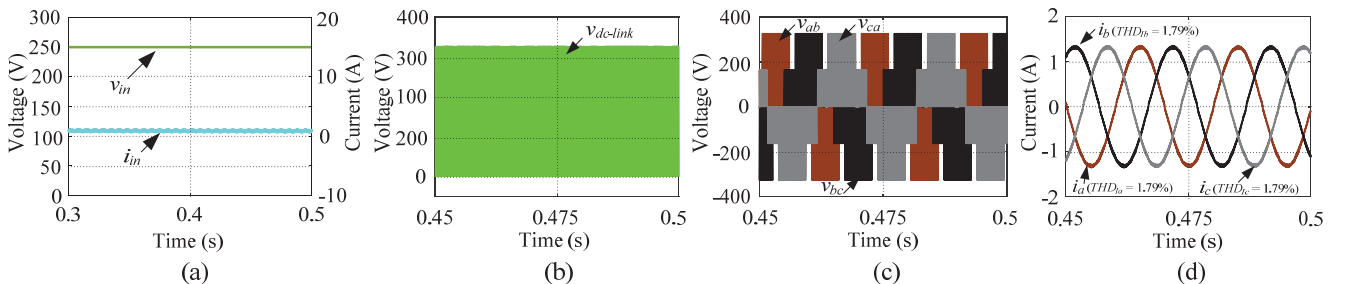 300
250
200
150
100
50
0
Voltage (V)
20
10
0
-10
Current (A)
v_in
i_in
0.3
0.4
0.5
Time (s)
(a)
400
300
100
200
0
Voltage (V)
v_dc-link
0.45
0.475
0.5
Time (s)
(b)
400
200
0
-200
-400
Voltage (V)
v_ab
v_ca
v_bc
0.45
0.475
0.5
Time (s)
(c)
2
1
0
-1
-2
Current (A)
i_b (THD_Ib = 1.79%)
i_a (THD_Ia = 1.79%)
i_c (THD_Ic = 1.79%)
0.45
0.475
0.5
Time (s)
(d)